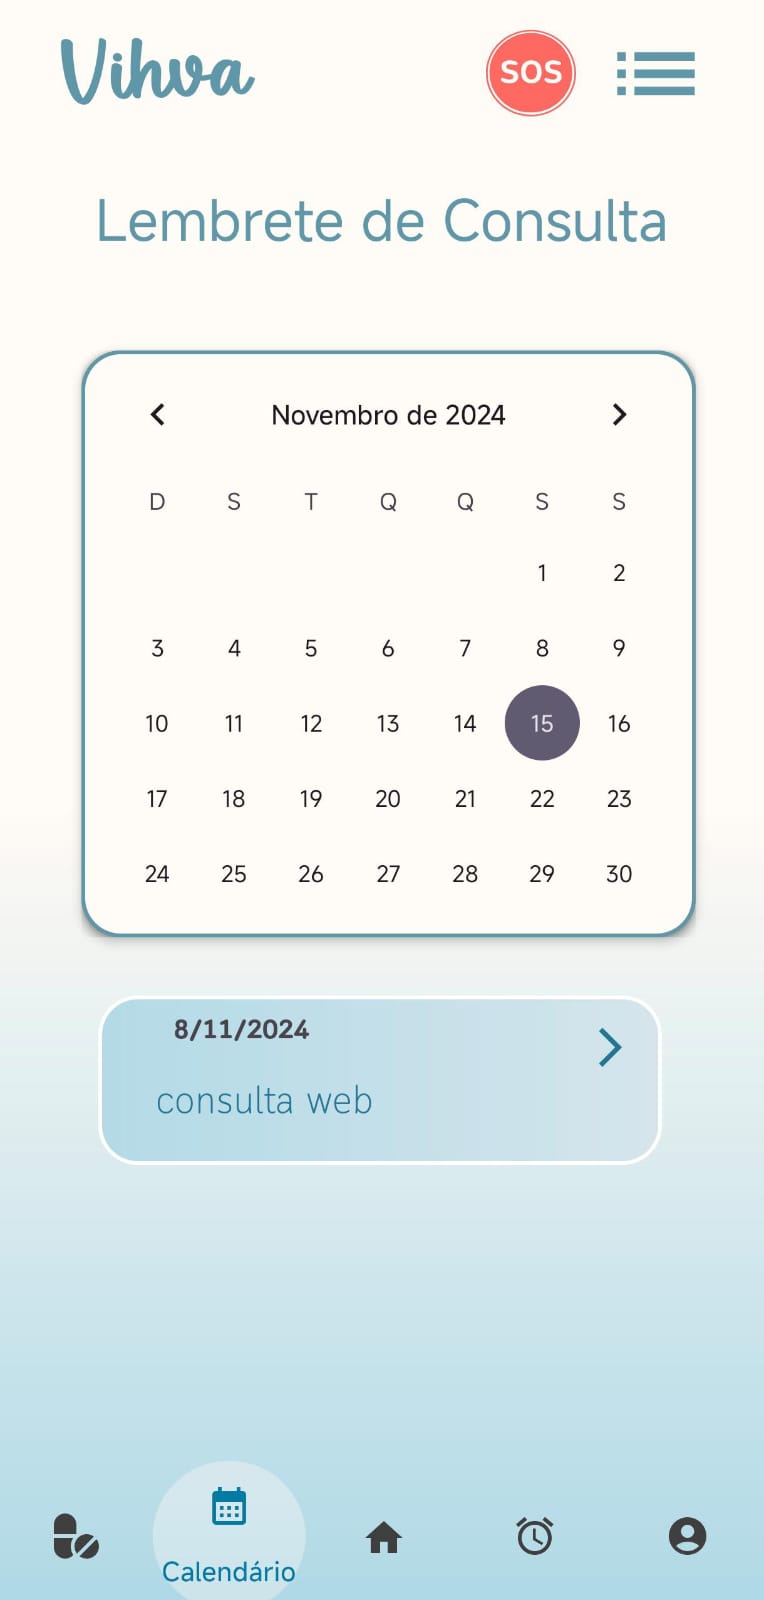 Vihva
SOS
Lembrete de Consulta
Novembro de 2024
D S T Q Q S S
1 2
3 4 5 6 7 8 9
10 11 12 13 14 15 16
17 18 19 20 21 22 23
24 25 26 27 28 29 30
8/11/2024
consulta web
Calendário